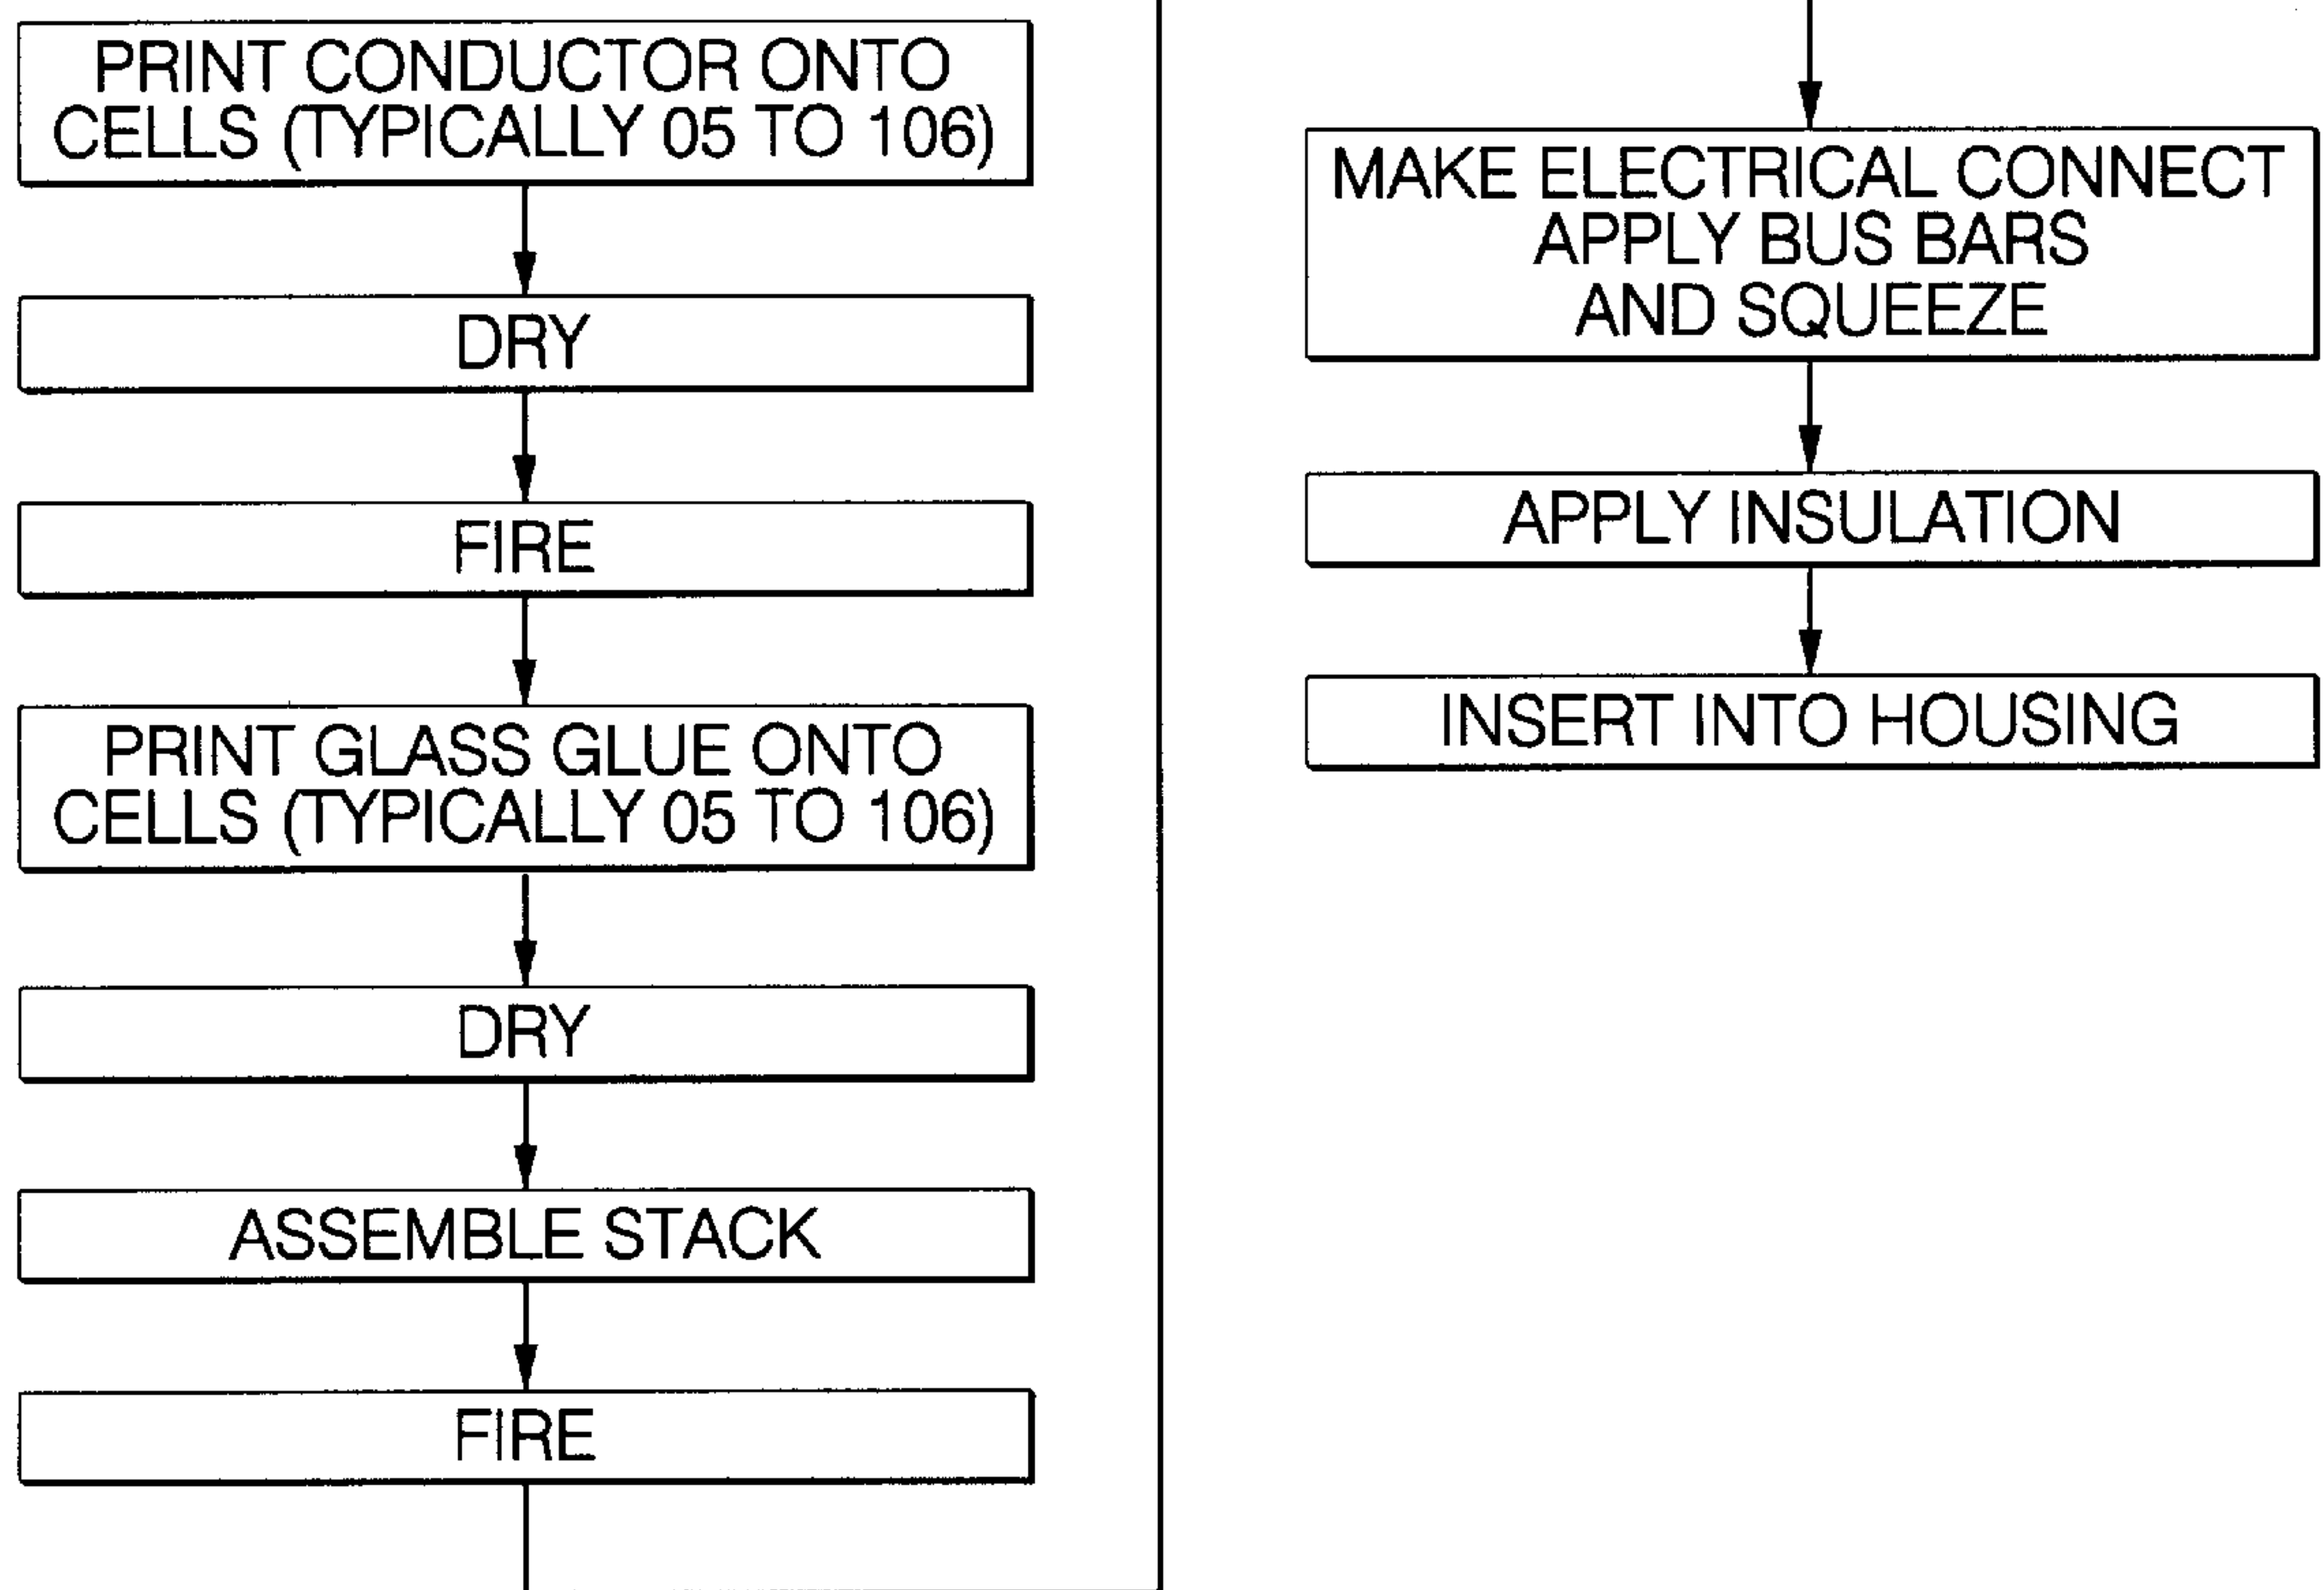 PRINT CONDUCTOR ONTO
CELLS (TYPICALLY 05 TO 106)
DRY
FIRE
PRINT GLASS GLUE ONTO
CELLS (TYPICALLY 05 TO 106)
DRY
ASSEMBLE STACK
FIRE
MAKE ELECTRICAL CONNECT
APPLY BUS BARS
AND SQUEEZE
APPLY INSULATION
INSERT INTO HOUSING